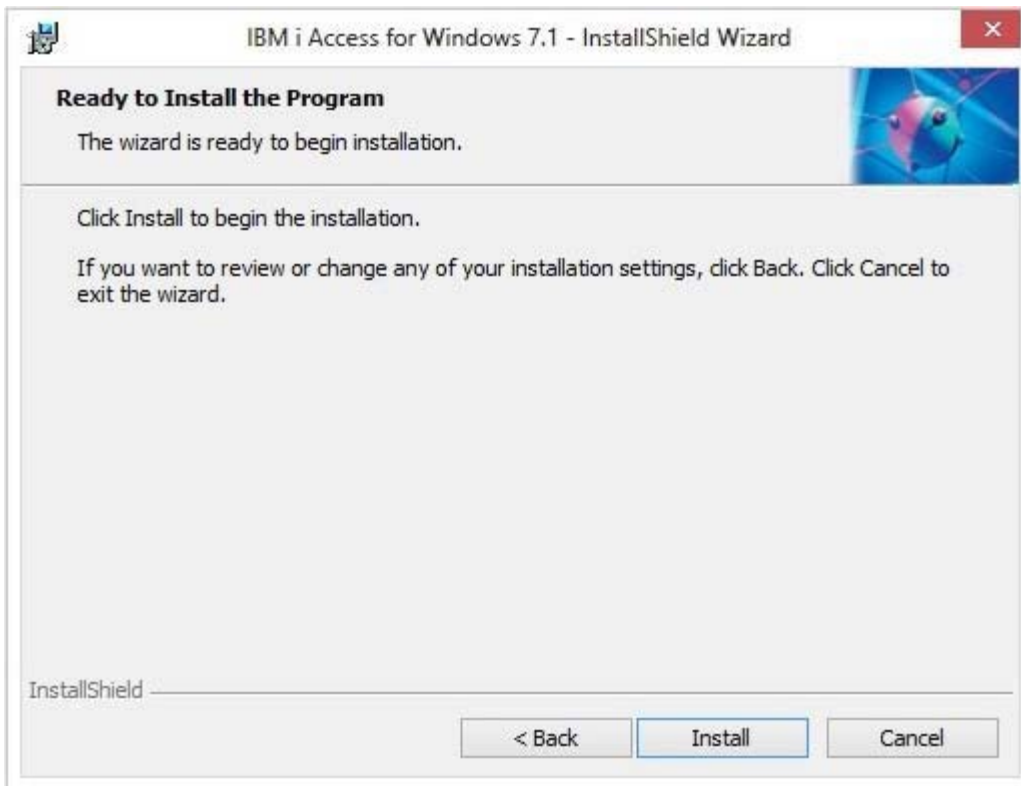 IBM i Access for Windows 7.1 - InstallShield Wizard
Ready to Install the Program
The wizard is ready to begin installation.
Click Install to begin the installation.
If you want to review or change any of your installation settings, click Back. Click Cancel to
exit the wizard.
InstallShield
< Back
Install
Cancel